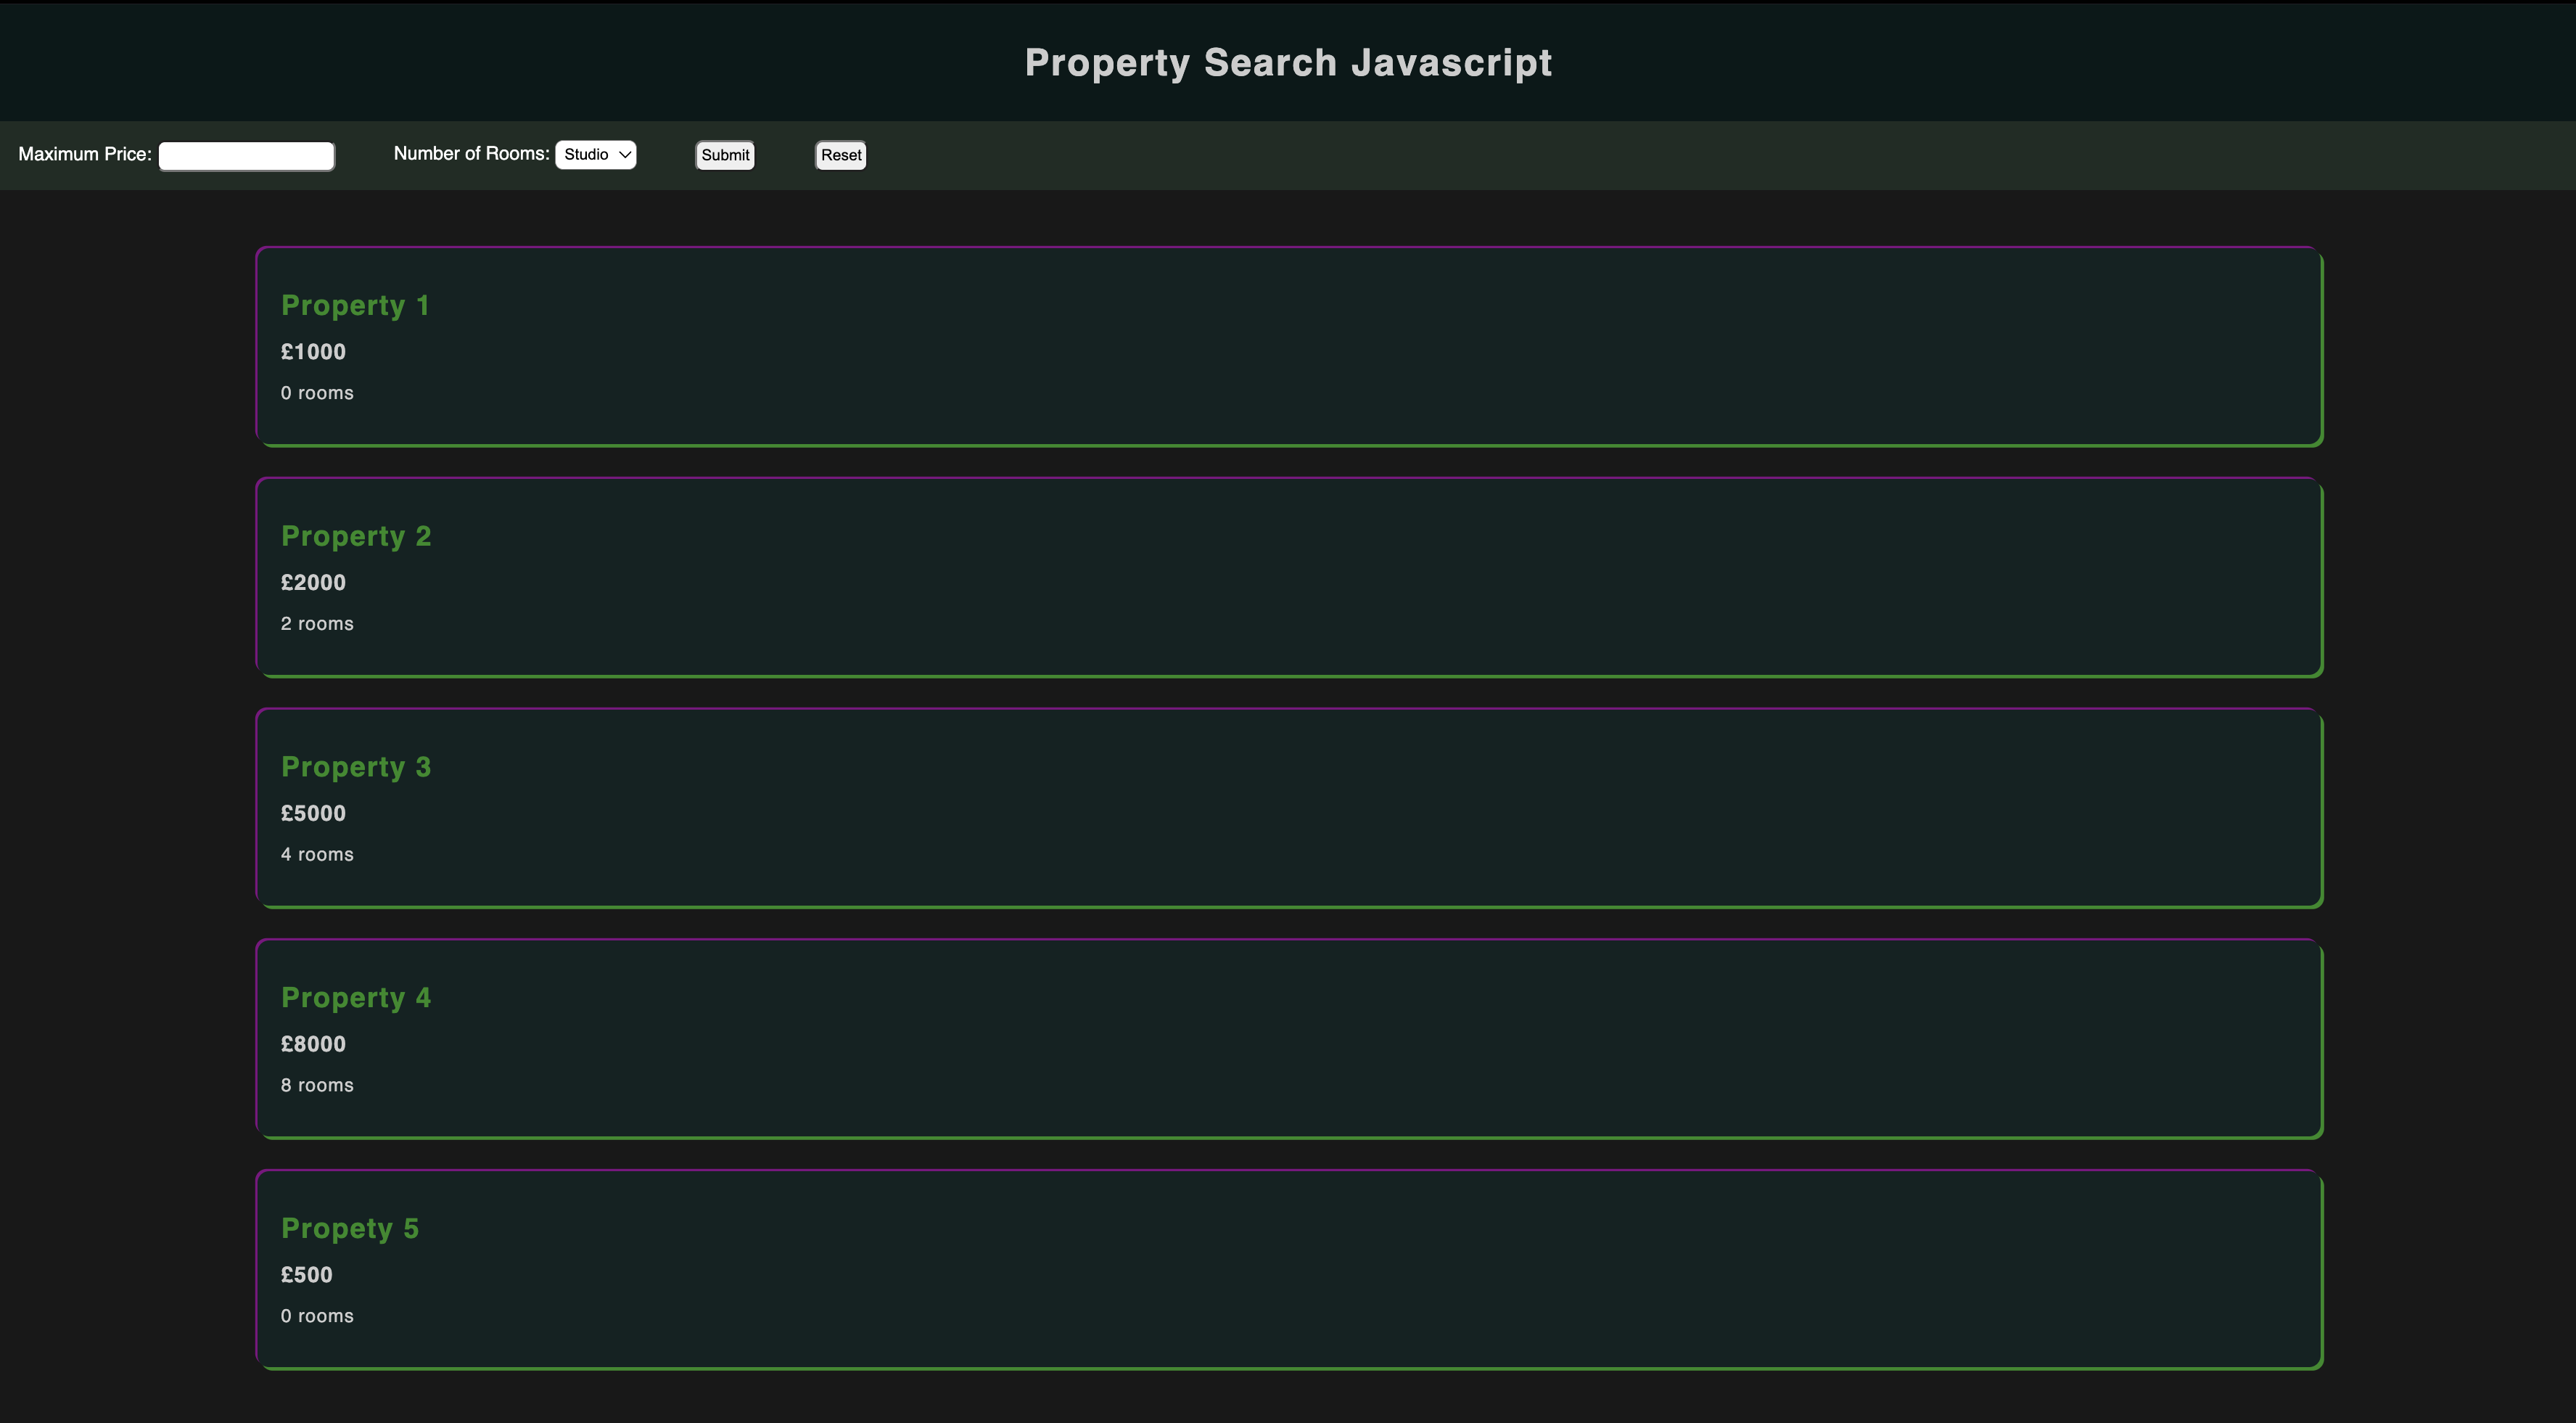 Property Search Javascript
Maximum Price: Number of Rooms: Studio Submit Reset
Property 1
£1000
0 rooms
Property 2
£2000
2 rooms
Property 3
£5000
4 rooms
Property 4
£8000
8 rooms
Propety 5
£500
0 rooms